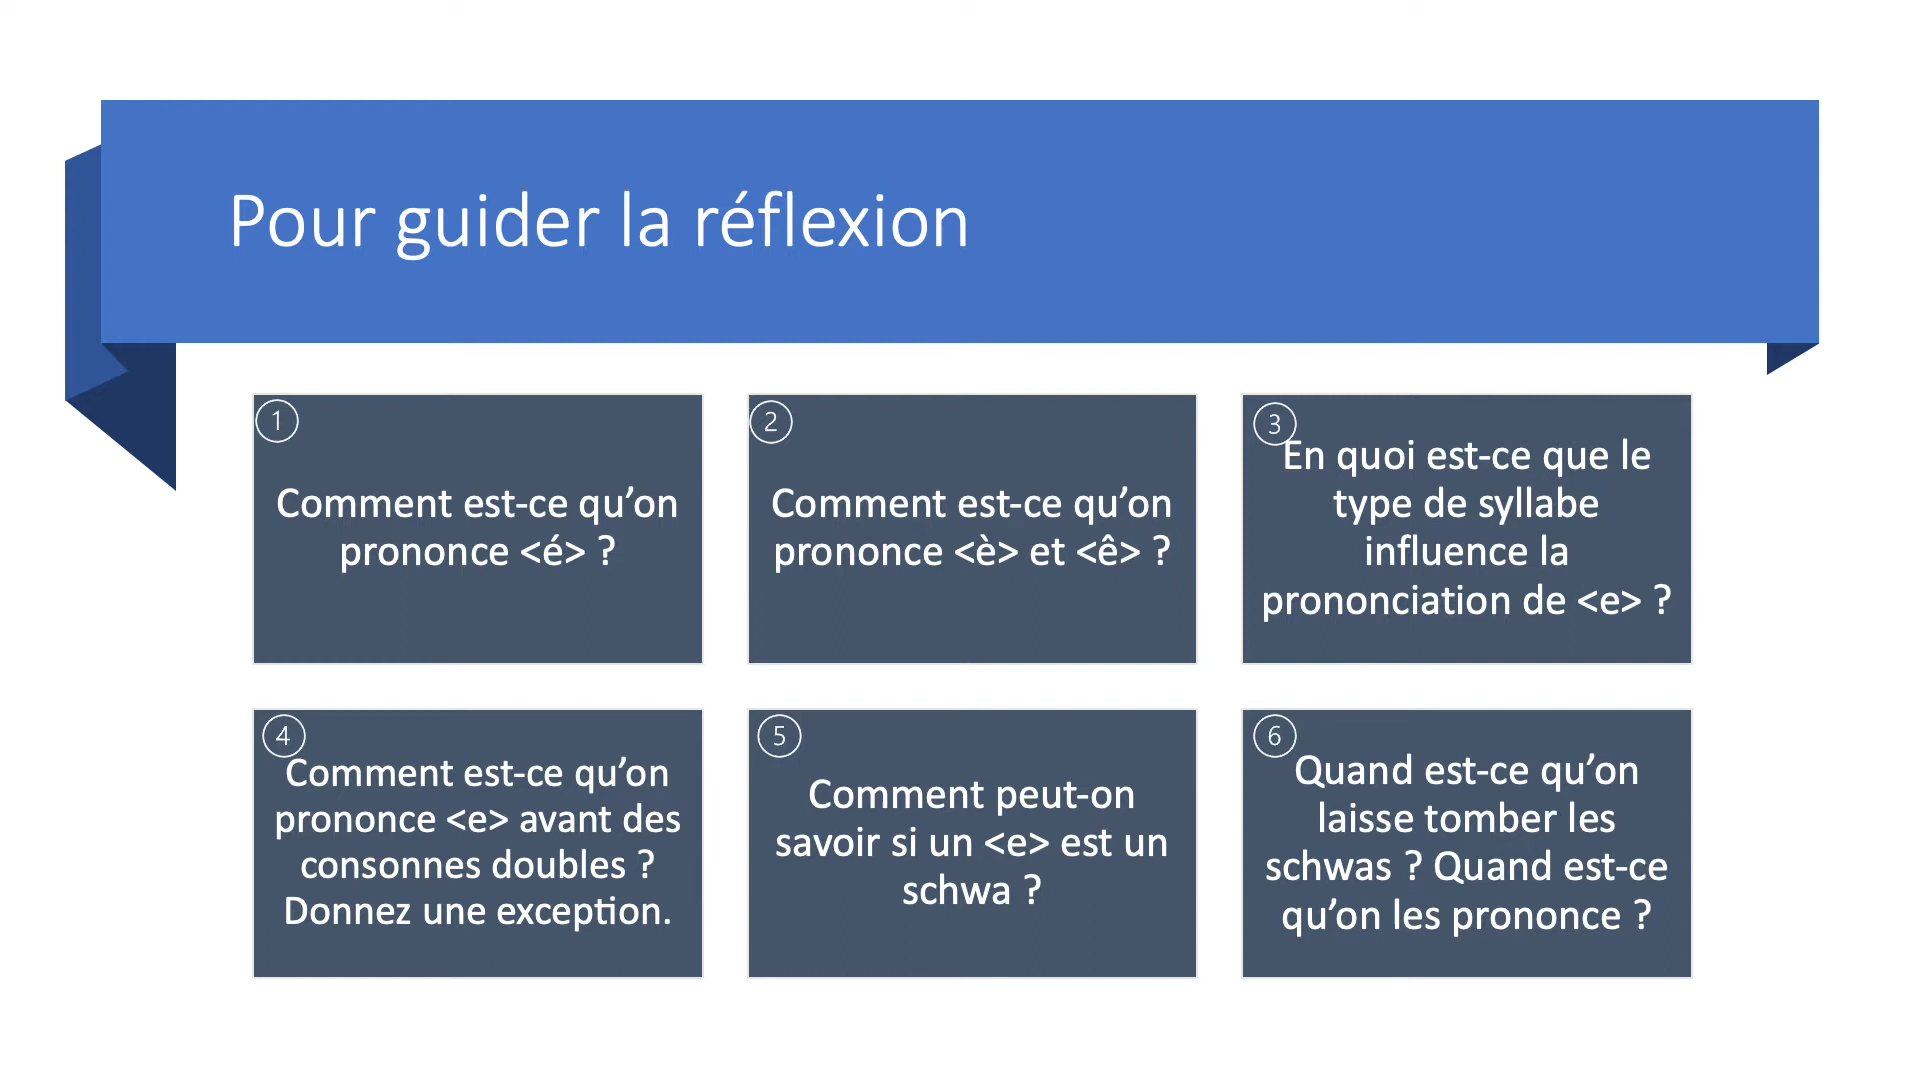 Pour guider la réflexion
1
Comment est-ce qu’on
prononce <é> ?
2
Comment est-ce qu’on
prononce <è> et <ê> ?
3
En quoi est-ce que le
type de syllabe
influence la
prononciation de <e> ?
4
Comment est-ce qu’on
prononce <e> avant des
consonnes doubles ?
Donnez une exception.
5
Comment peut-on
savoir si un <e> est un
schwa ?
6
Quand est-ce qu’on
laisse tomber les
schwas ? Quand est-ce
qu’on les prononce ?